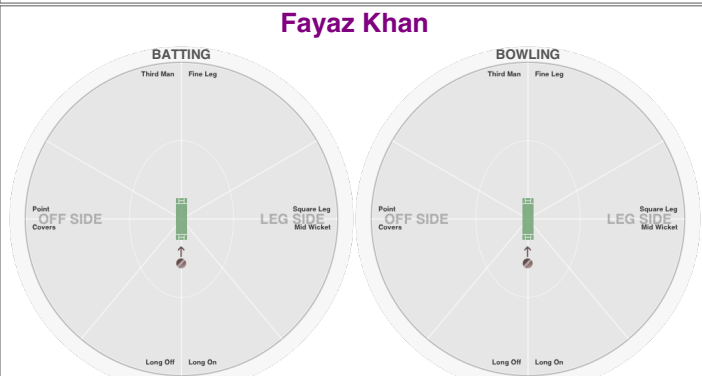 Fayaz Khan
BATTING
Third Man Fine Leg
Point
OFF SIDE
Covers
Square Leg
LEG SIDE
Mid Wicket
Long Off Long On
BOWLING
Third Man Fine Leg
Point
OFF SIDE
Covers
Square Leg
LEG SIDE
Mid Wicket
Long Off Long On